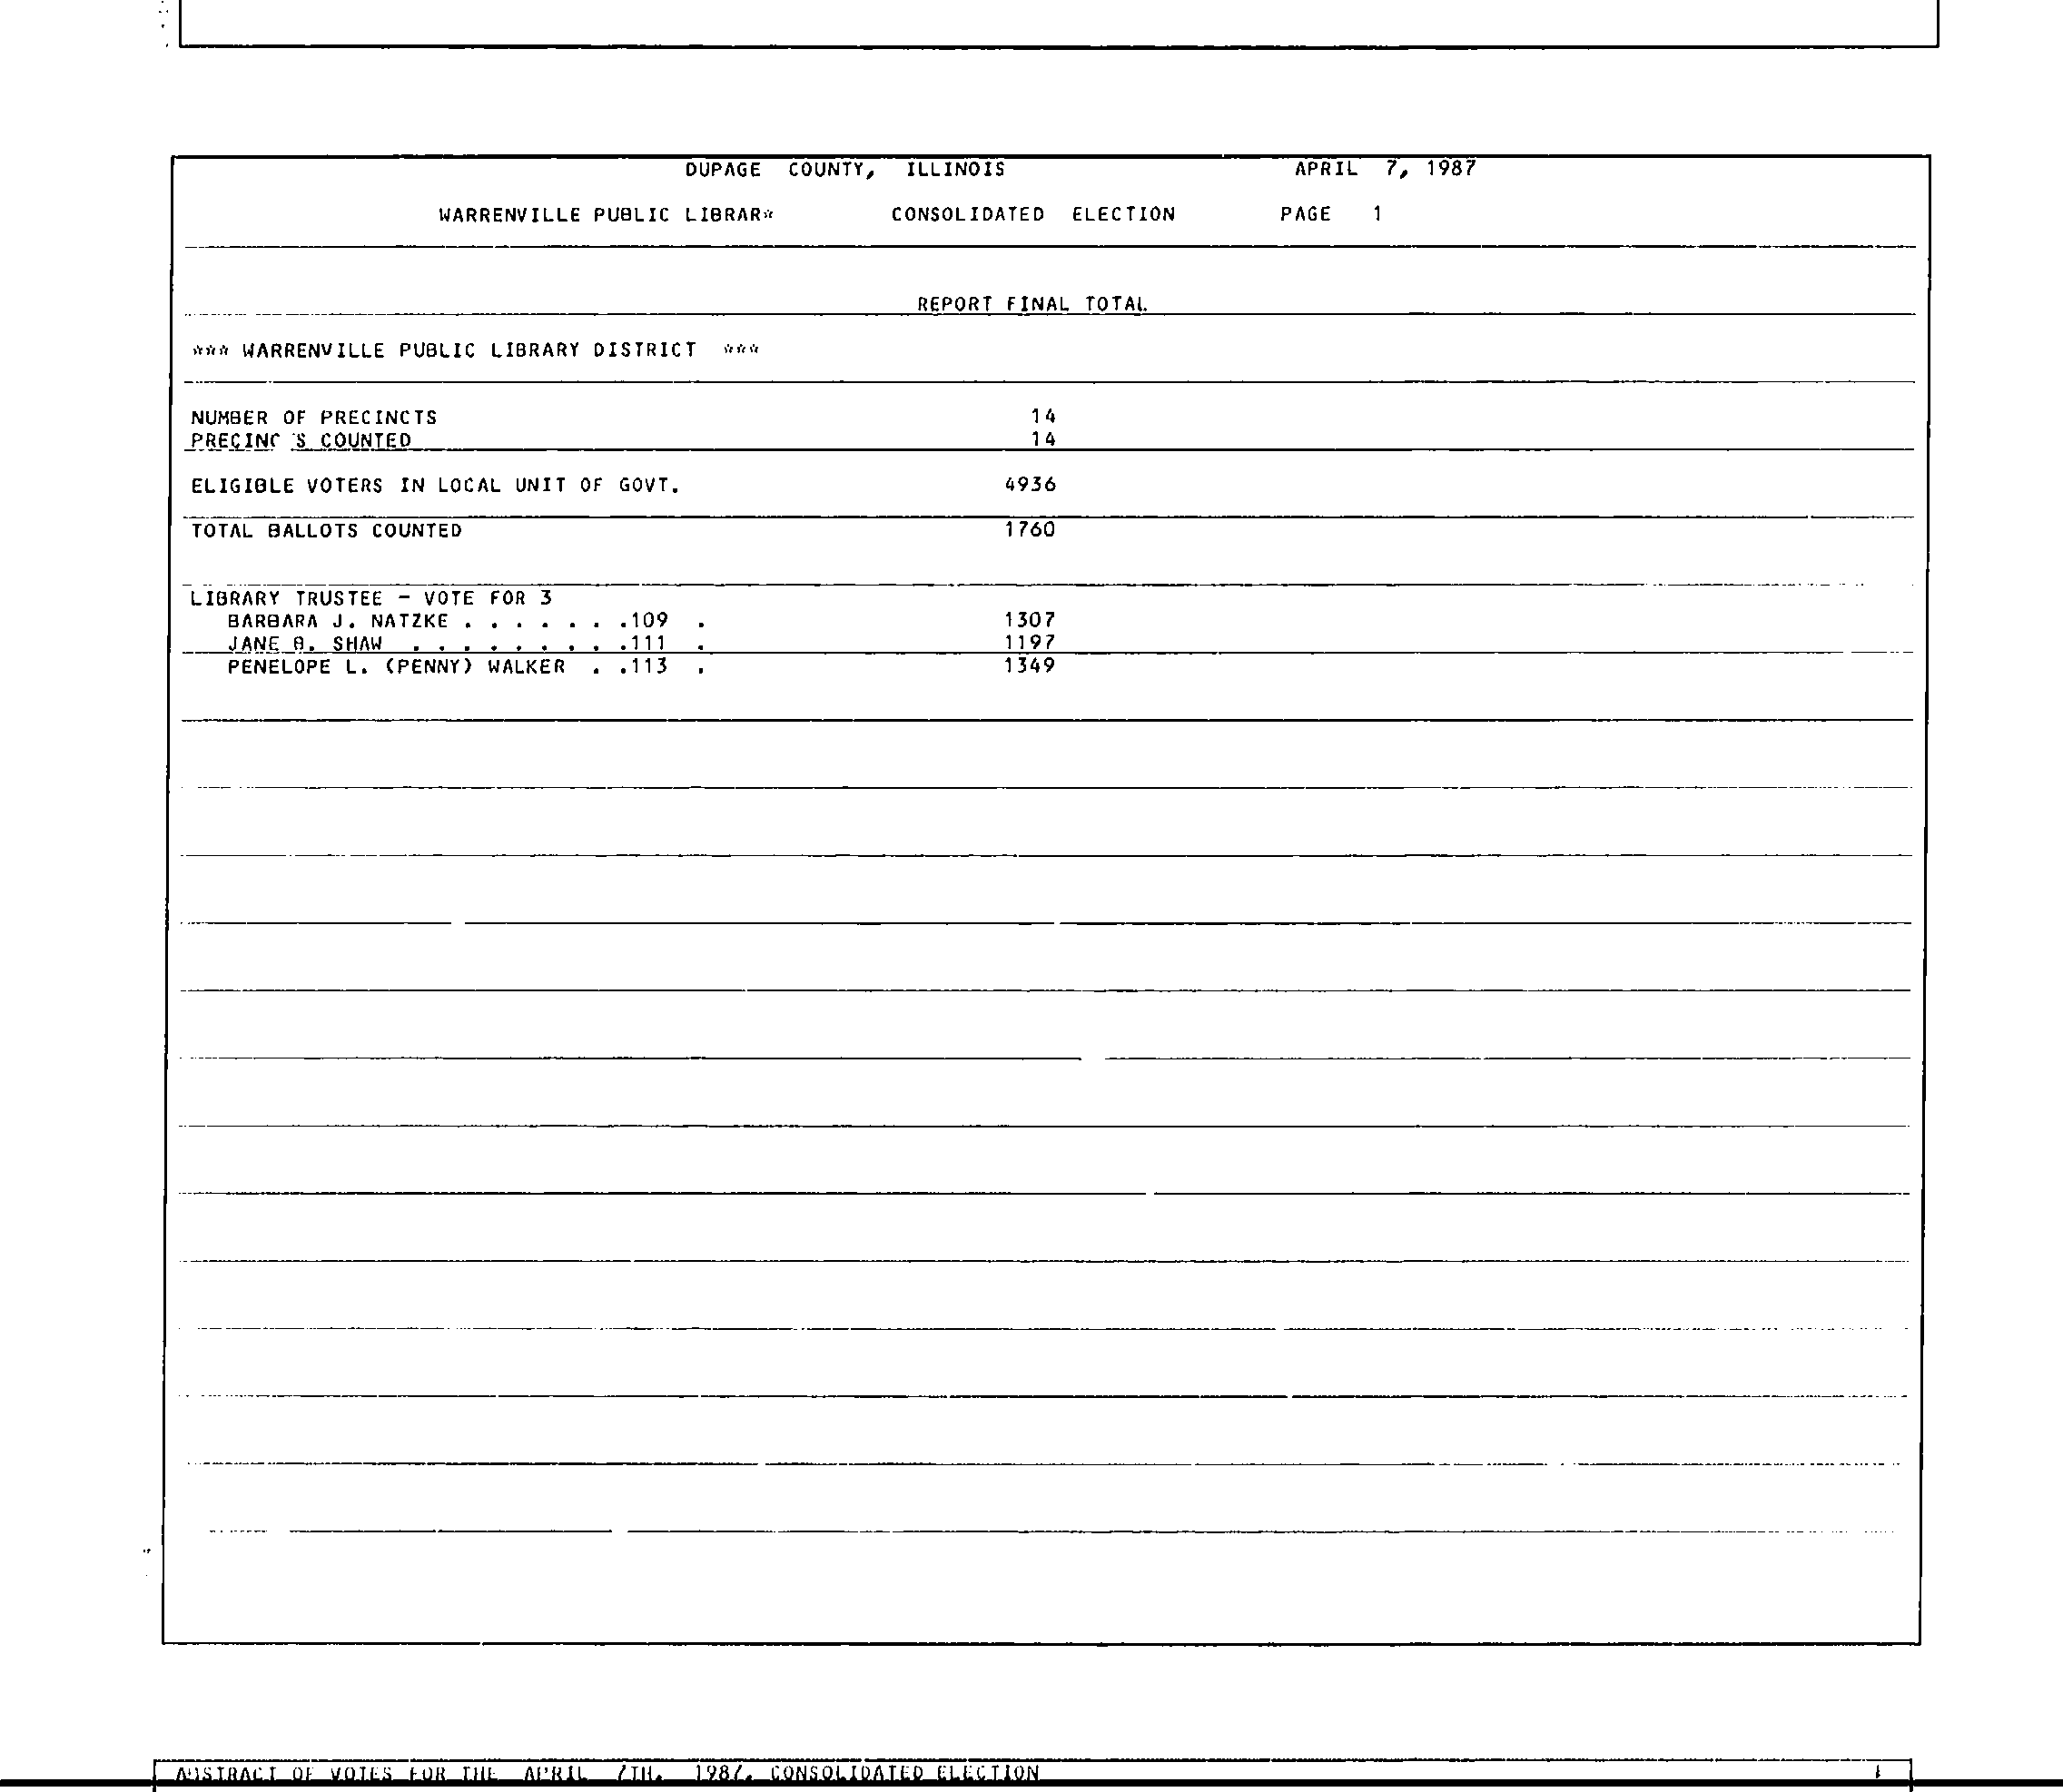 DUPAGE COUNTY, ILLINOIS APRIL 7, 1987
WARRENVILLE PUBLIC LIBRAR* CONSOLIDATED ELECTION PAGE 1
REPORT FINAL TOTAL
*** WARRENVILLE PUBLIC LIBRARY DISTRICT ***
NUMBER OF PRECINCTS 14
PRECINC S COUNTED 14
ELIGIBLE VOTERS IN LOCAL UNIT OF GOVT. 4936
TOTAL BALLOTS COUNTED 1760
LIBRARY TRUSTEE - VOTE FOR 3
BARBARA J. NATZKE . . . . . . .109 . 1307
JANE B. SHAW . . . . . . . . .111 . 1197
PENELOPE L. (PENNY) WALKER . .113 . 1349
ABSTRACT OF VOTES FOR THE APRIL 7TH, 1987, CONSOLIDATED ELECTION